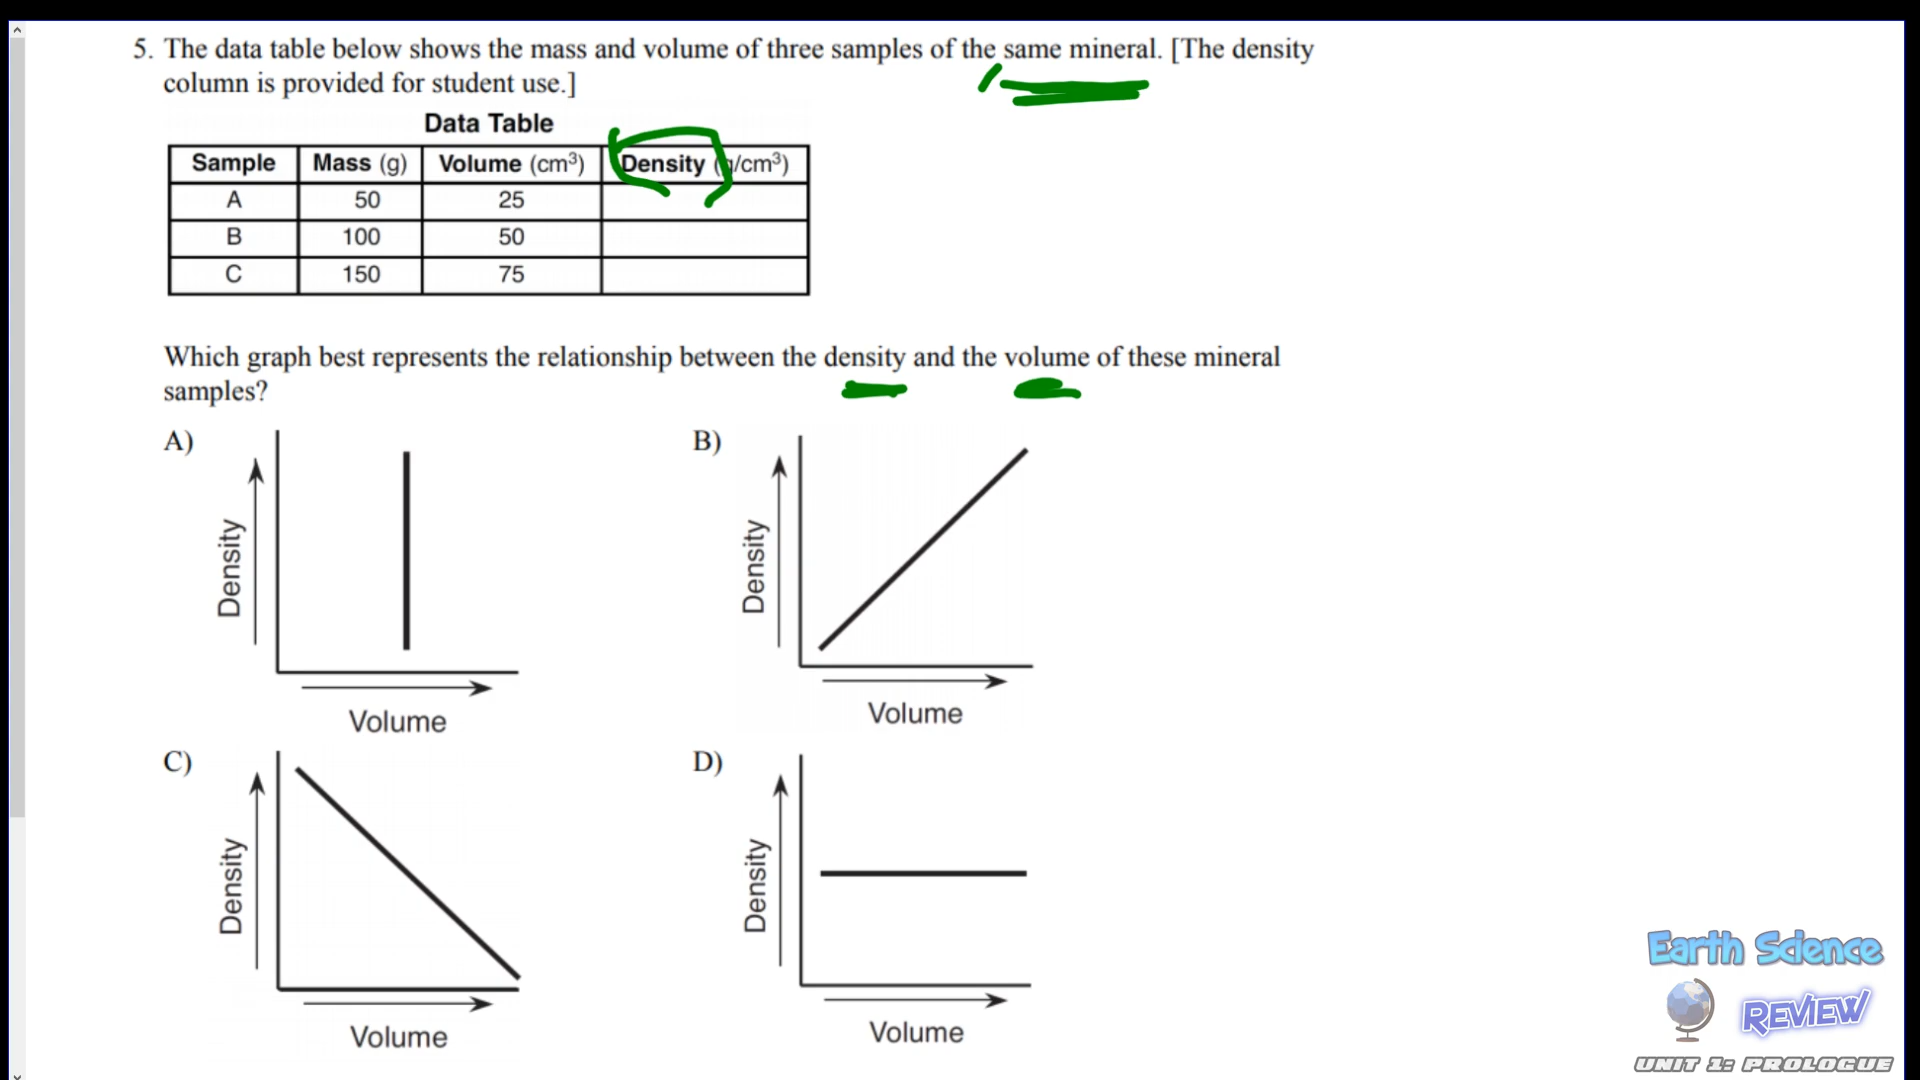 5. The data table below shows the mass and volume of three samples of the same mineral. [The density
column is provided for student use.]
Data Table
Sample Mass (g) Volume (cm³) Density (g/cm³)
A 50 25
B 100 50
C 150 75
Which graph best represents the relationship between the density and the volume of these mineral
samples?
A) B)
Density Density
Volume Volume
C) D)
Density Density
Volume Volume
Earth Science
REVIEW
UNIT 1: PROLOGUE